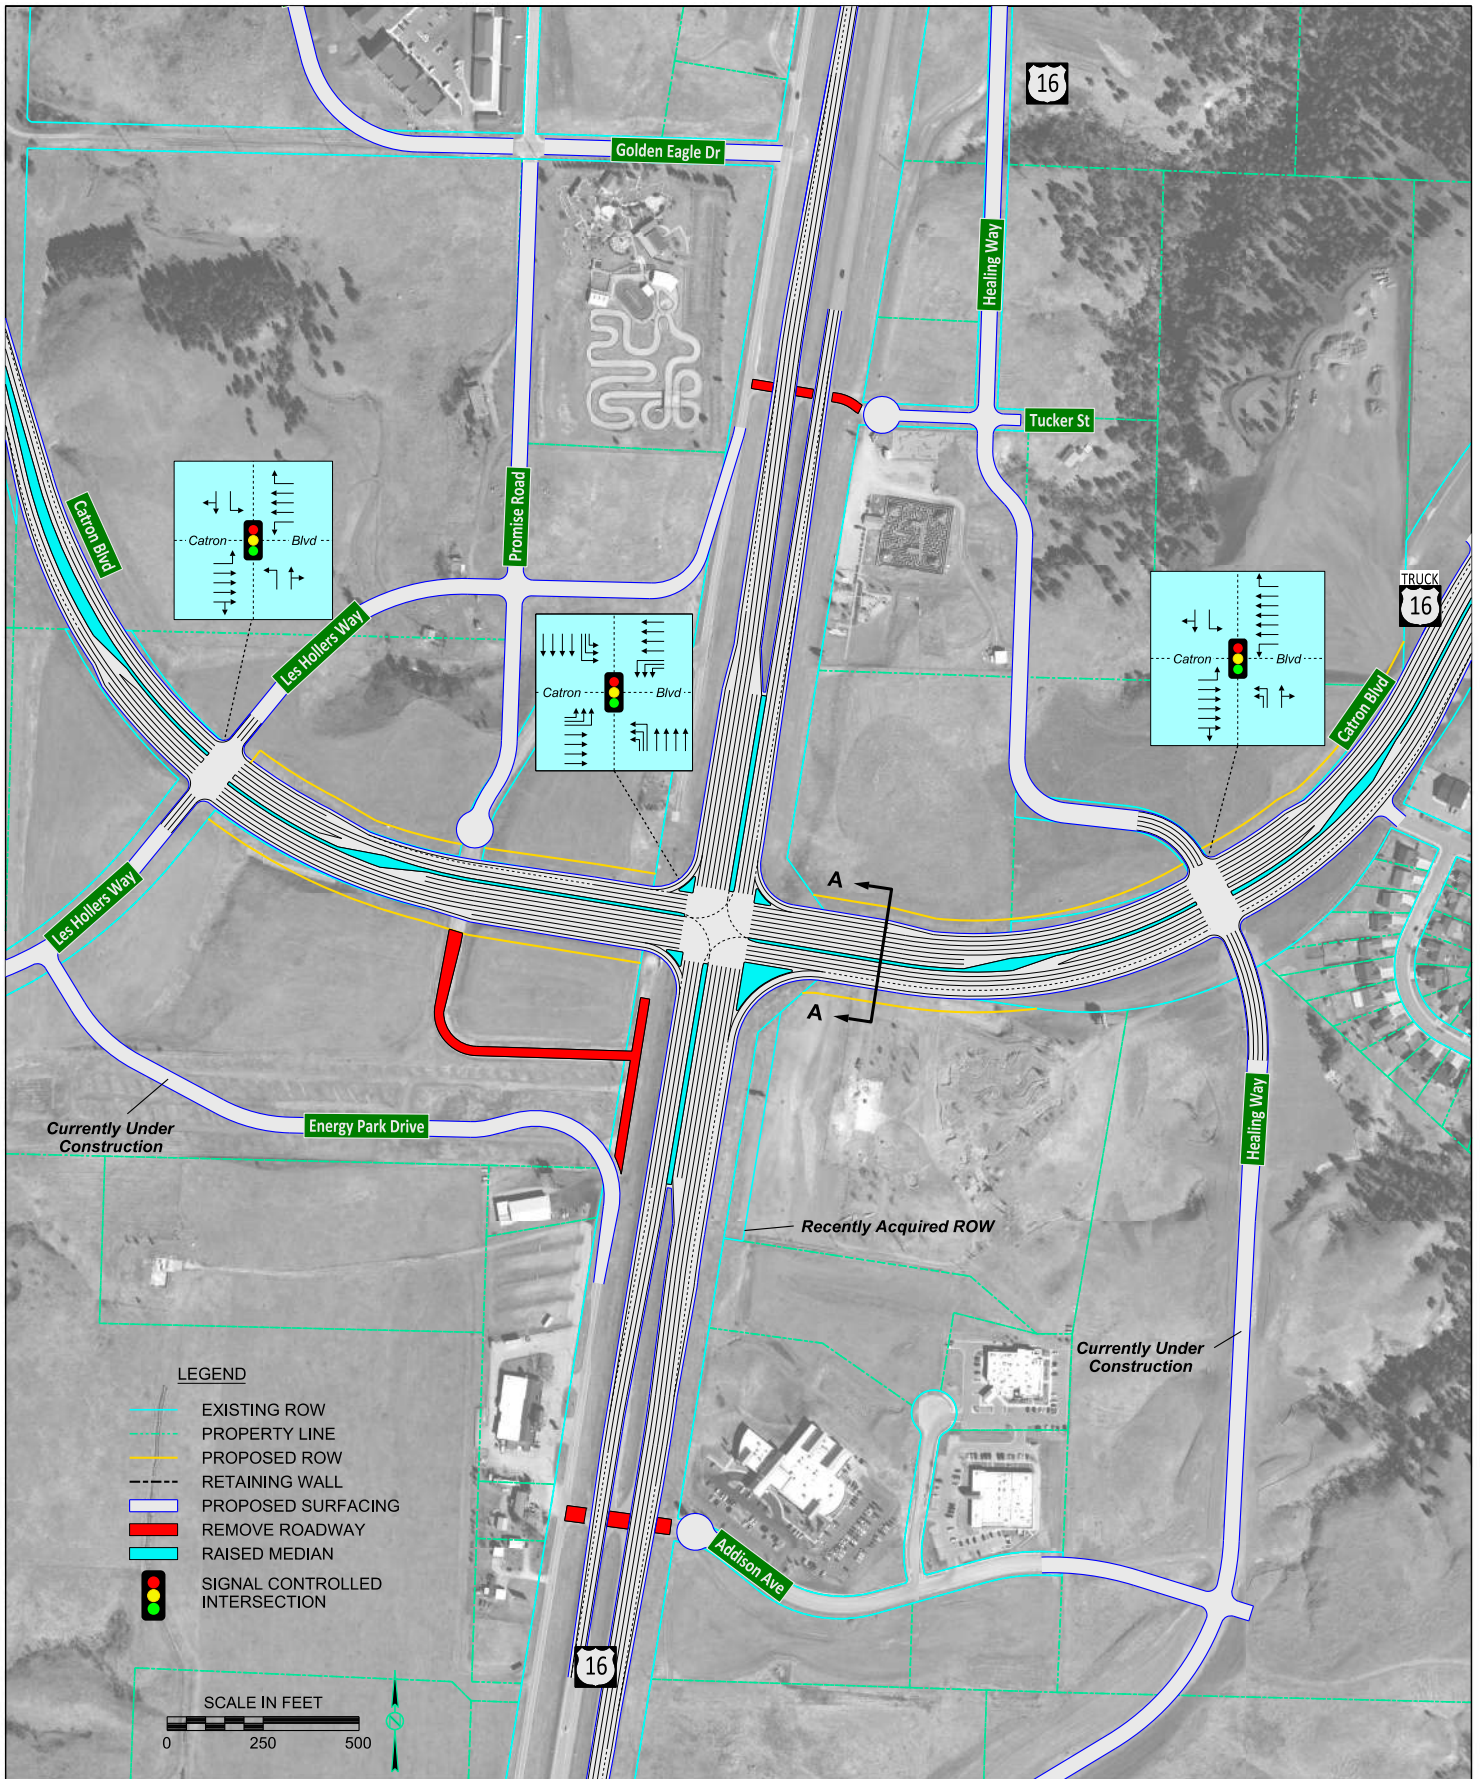 16
Golden Eagle Dr
Healing Way
Tucker St
Catron Blvd
Promise Road
Catron Blvd
TRUCK
16
Les Hollers Way
Catron Blvd
Catron Blvd
Catron Blvd
A
Les Hollers Way
A
Currently Under
Construction
Energy Park Drive
Healing Way
Recently Acquired ROW
Currently Under
Construction
LEGEND
EXISTING ROW
PROPERTY LINE
PROPOSED ROW
RETAINING WALL
PROPOSED SURFACING
REMOVE ROADWAY
RAISED MEDIAN
SIGNAL CONTROLLED
INTERSECTION
Addison Ave
16
SCALE IN FEET
0 250 500